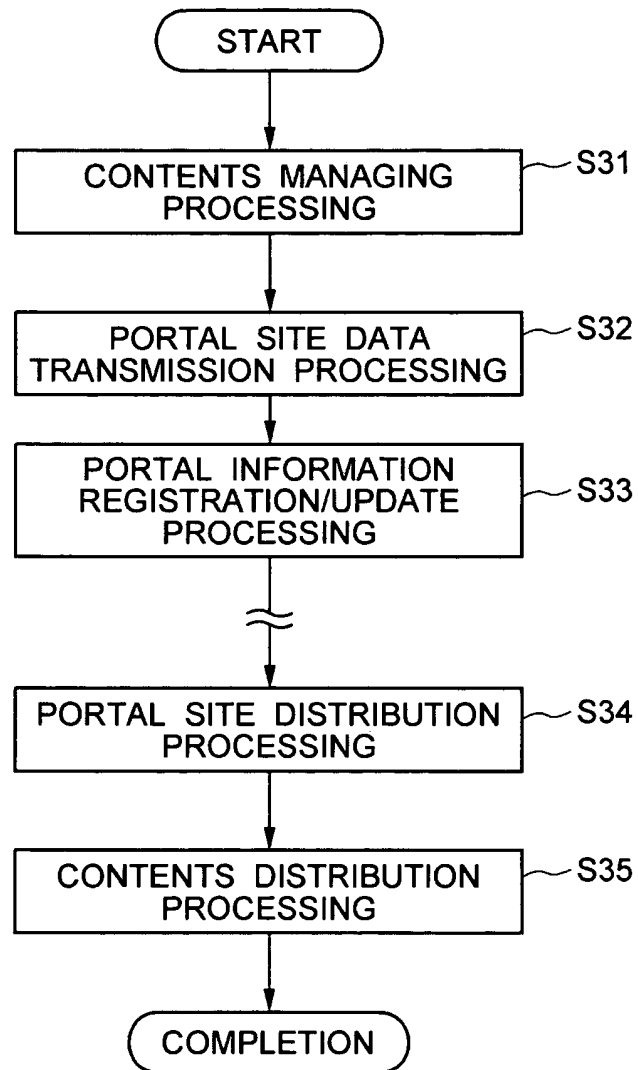 START
CONTENTS MANAGING
PROCESSING
S31
PORTAL SITE DATA
TRANSMISSION PROCESSING
S32
PORTAL INFORMATION
REGISTRATION/UPDATE
PROCESSING
S33
PORTAL SITE DISTRIBUTION
PROCESSING
S34
CONTENTS DISTRIBUTION
PROCESSING
S35
COMPLETION